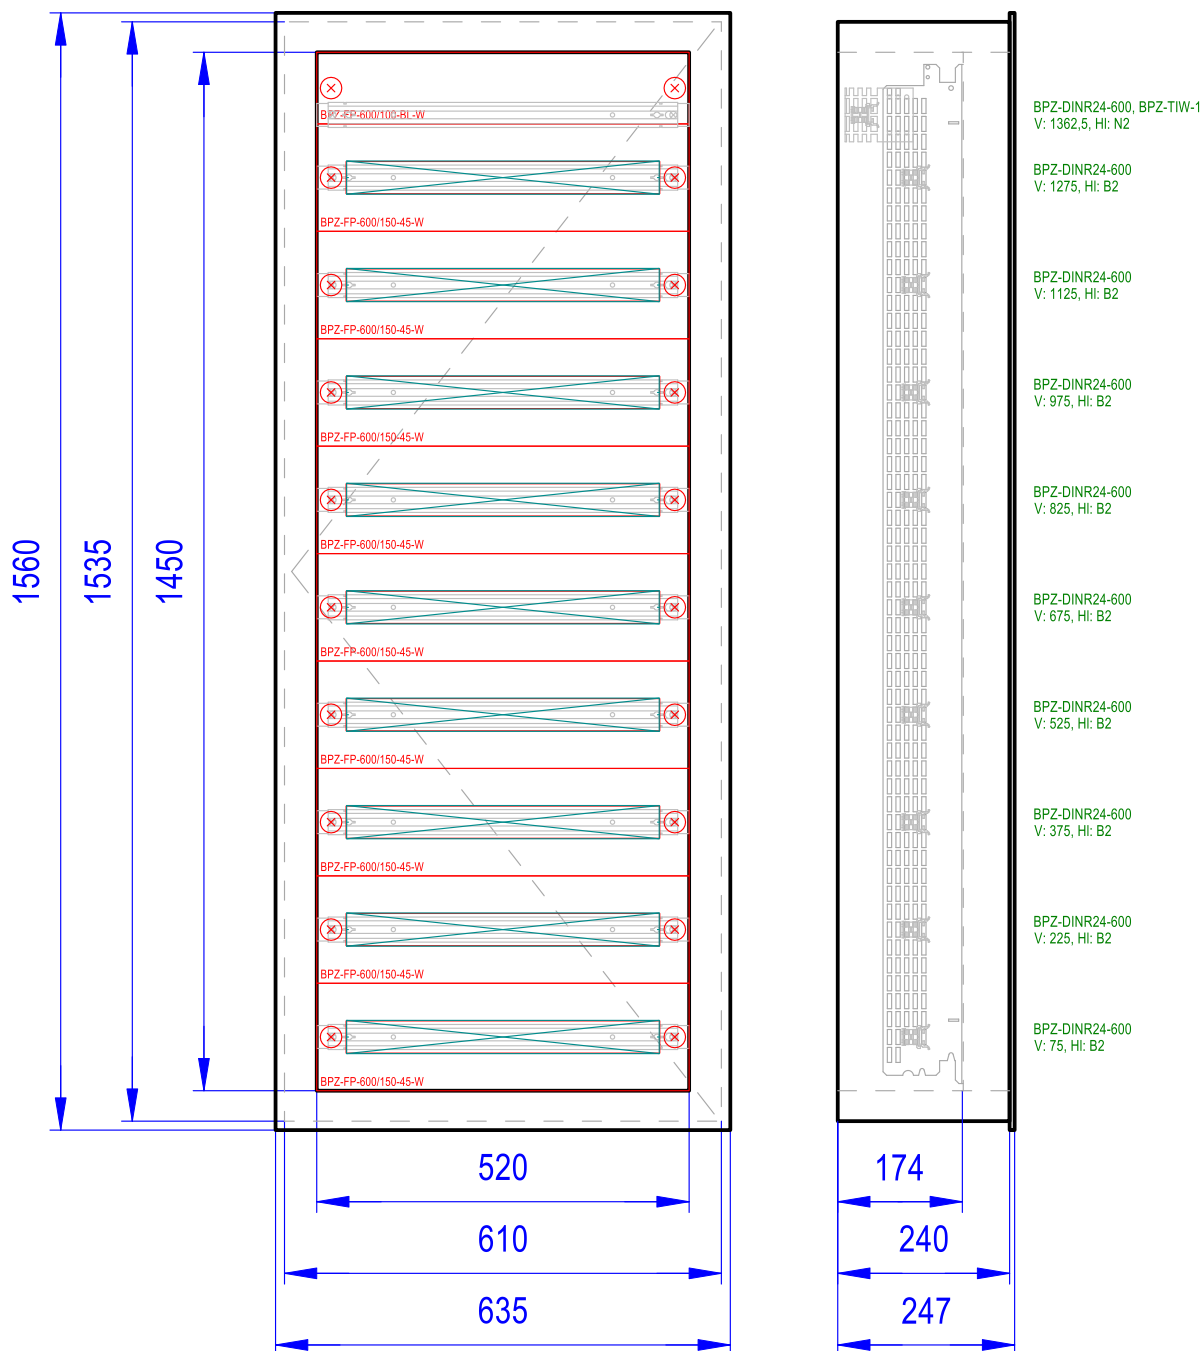 BPZ-FP-600/100-BL-W
BPZ-FP-600/150-45-W
BPZ-FP-600/150-45-W
BPZ-FP-600/150-45-W
BPZ-FP-600/150-45-W
BPZ-FP-600/150-45-W
BPZ-FP-600/150-45-W
BPZ-FP-600/150-45-W
BPZ-FP-600/150-45-W
BPZ-FP-600/150-45-W
1560
1535
1450
520
610
635
174
240
247
BPZ-DINR24-600, BPZ-TIW-1
V: 1362,5, HI: N2
BPZ-DINR24-600
V: 1275, HI: B2
BPZ-DINR24-600
V: 1125, HI: B2
BPZ-DINR24-600
V: 975, HI: B2
BPZ-DINR24-600
V: 825, HI: B2
BPZ-DINR24-600
V: 675, HI: B2
BPZ-DINR24-600
V: 525, HI: B2
BPZ-DINR24-600
V: 375, HI: B2
BPZ-DINR24-600
V: 225, HI: B2
BPZ-DINR24-600
V: 75, HI: B2